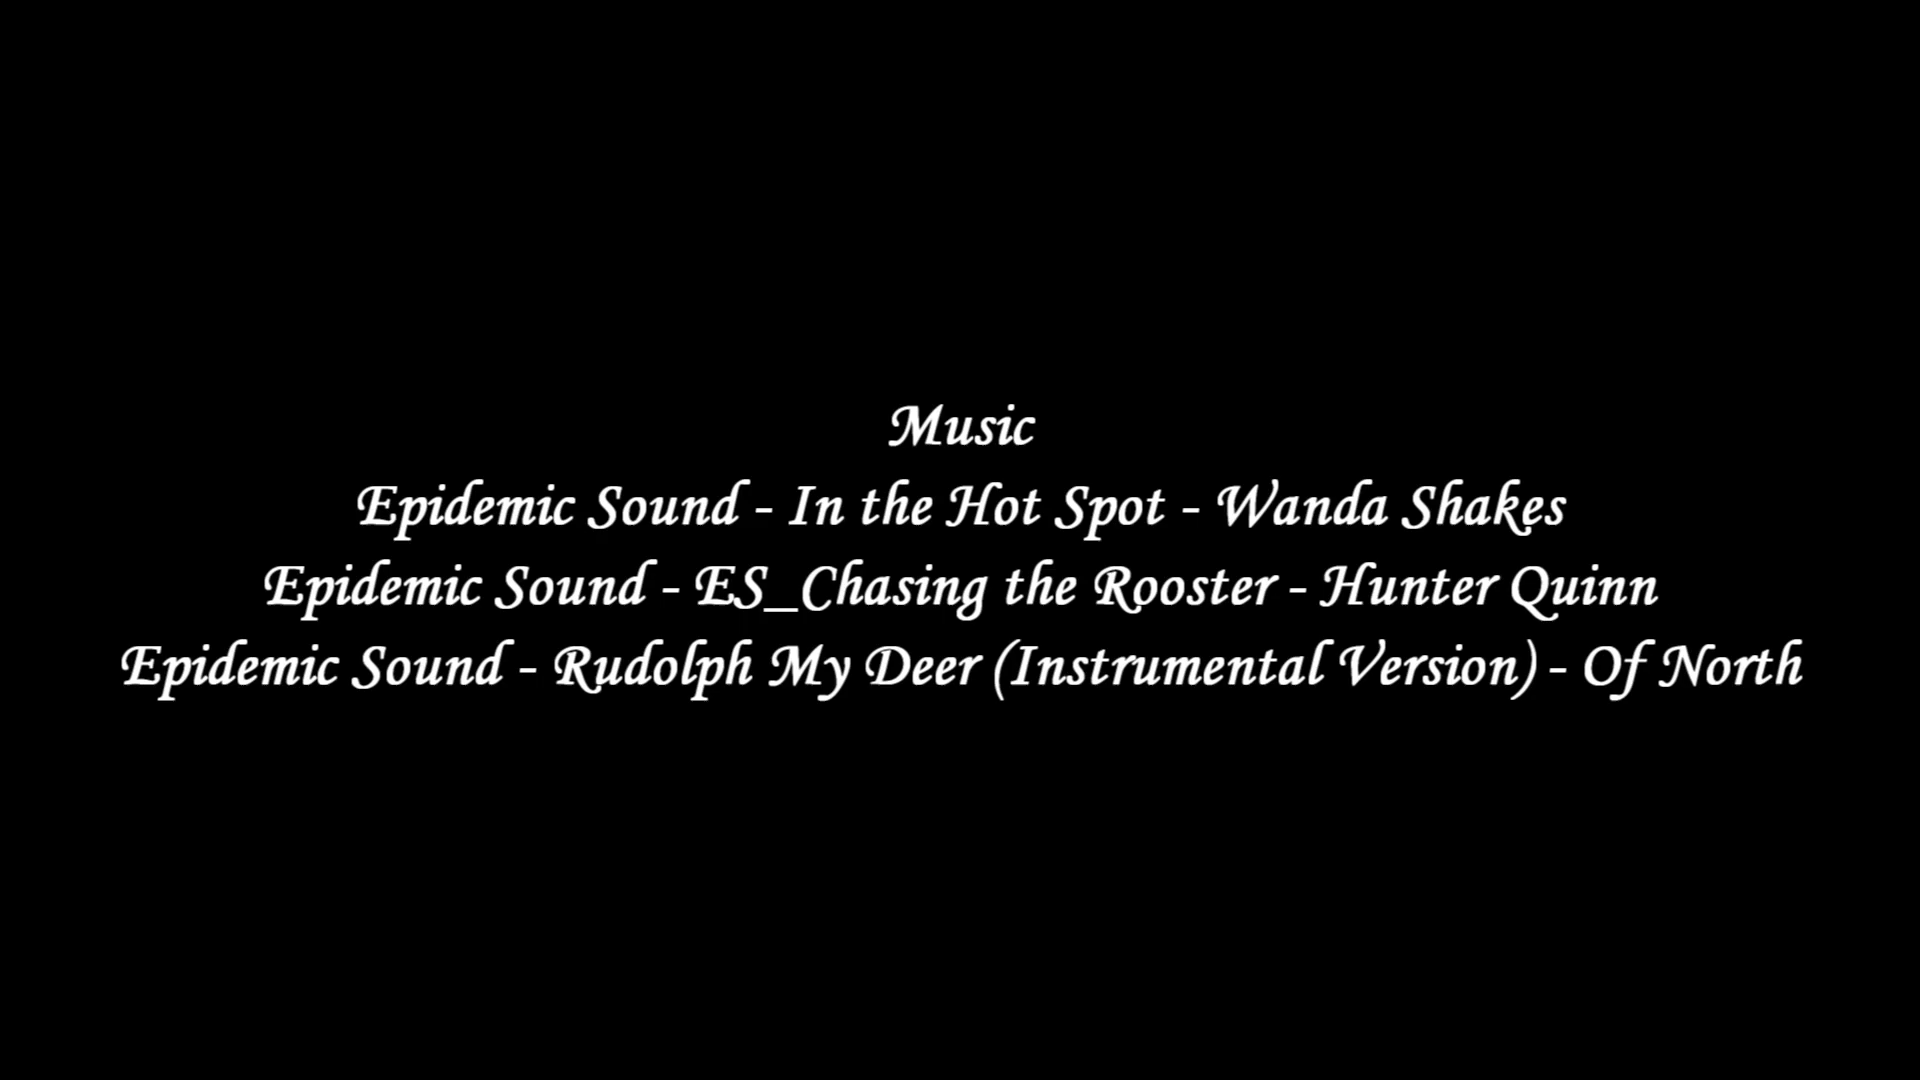 Music
Epidemic Sound - In the Hot Spot - Wanda Shakes
Epidemic Sound - ES_Chasing the Rooster - Hunter Quinn
Epidemic Sound - Rudolph My Deer (Instrumental Version) - Of North